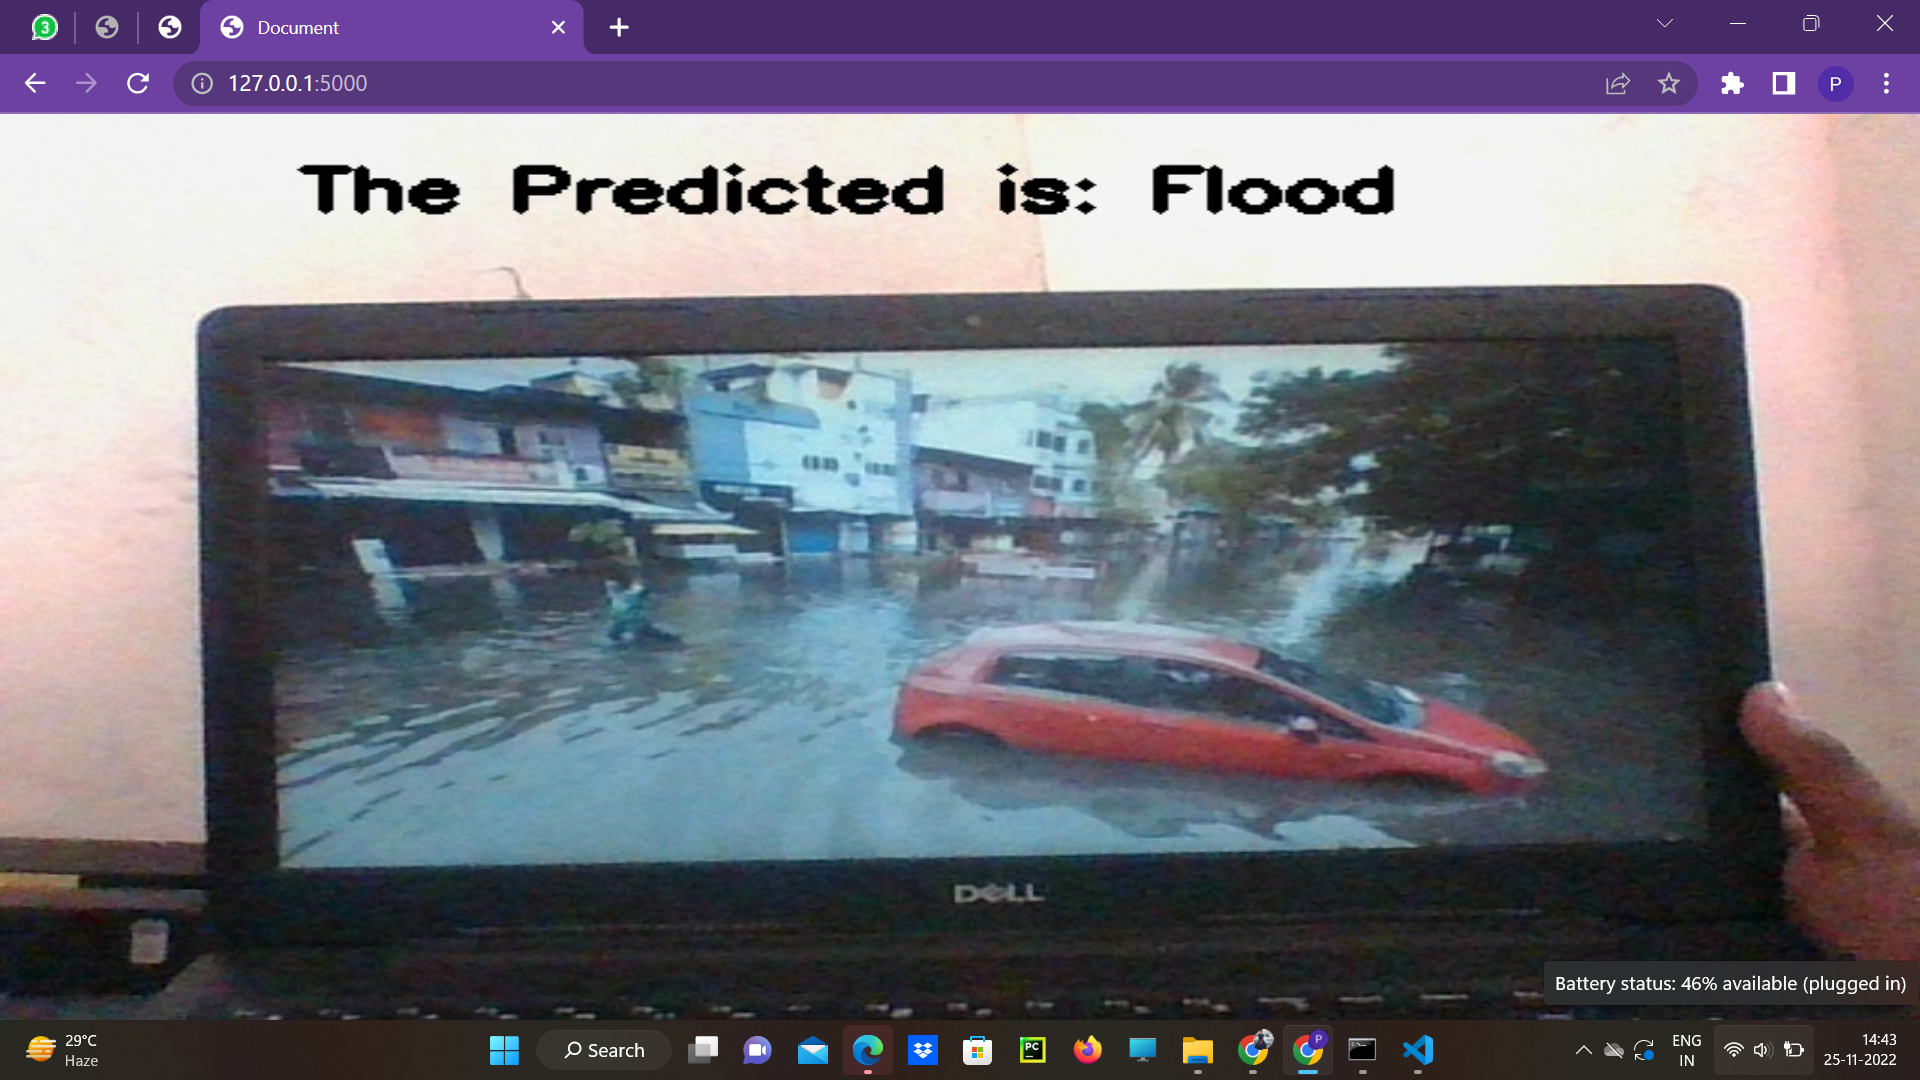 3
Document
127.0.0.1:5000
P
The Predicted is: Flood
DELL
Battery status: 46% available (plugged in)
29°C
Haze
Search
PC
P
ENG
IN
14:43
25-11-2022